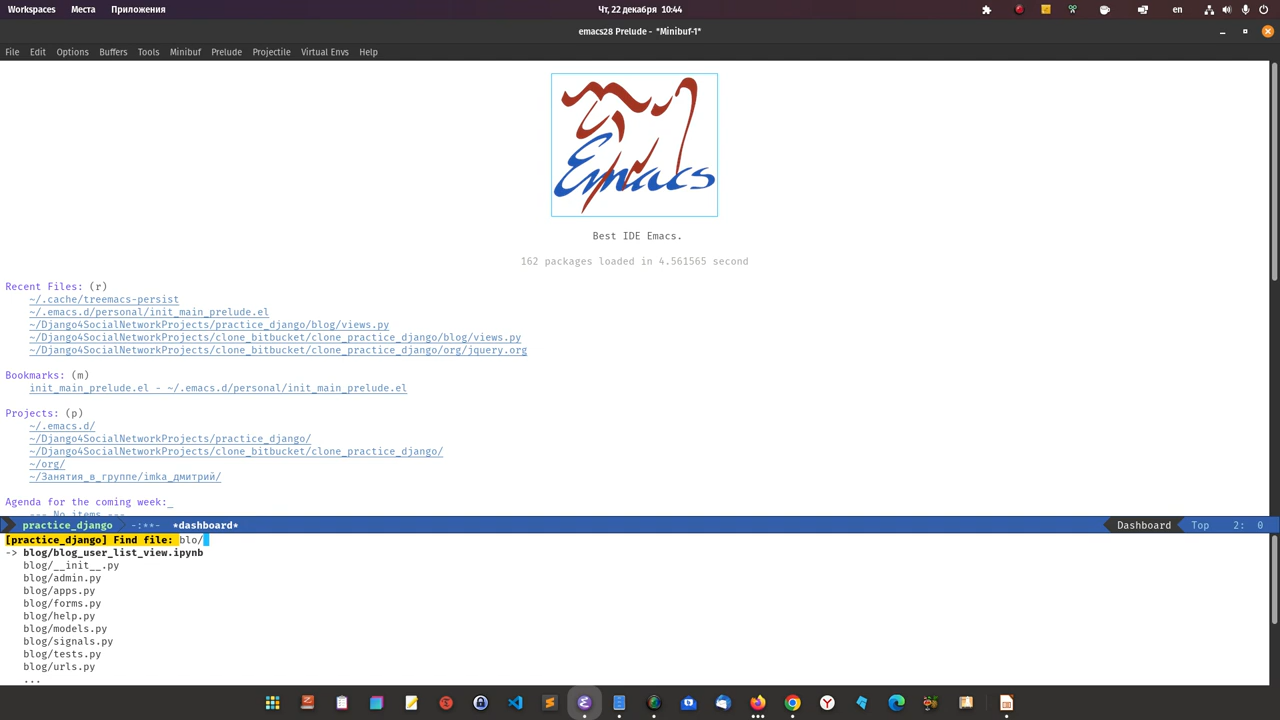 Workspaces Места Приложения Чт, 22 декабря 10:44 en
emacs28 Prelude - *Minibuf-1*
File Edit Options Buffers Tools Minibuf Prelude Projectile Virtual Envs Help
Emacs
Best IDE Emacs.
162 packages loaded in 4.561565 second
Recent Files: (r)
~/.cache/treemacs-persist
~/.emacs.d/personal/init_main_prelude.el
~/Django4SocialNetworkProjects/practice_django/blog/views.py
~/Django4SocialNetworkProjects/clone_bitbucket/clone_practice_django/blog/views.py
~/Django4SocialNetworkProjects/clone_bitbucket/clone_practice_django/org/jquery.org
Bookmarks: (m)
init_main_prelude.el - ~/.emacs.d/personal/init_main_prelude.el
Projects: (p)
~/.emacs.d/
~/Django4SocialNetworkProjects/practice_django/
~/Django4SocialNetworkProjects/clone_bitbucket/clone_practice_django/
~/org/
~/Занятия_в_группе/imka_дмитрий/
Agenda for the coming week:_
--- No items ---
practice_django -:**- *dashboard* Dashboard Top 2: 0
[practice_django] Find file: blo/
-> blog/blog_user_list_view.ipynb
blog/__init__.py
blog/admin.py
blog/apps.py
blog/forms.py
blog/help.py
blog/models.py
blog/signals.py
blog/tests.py
blog/urls.py
...